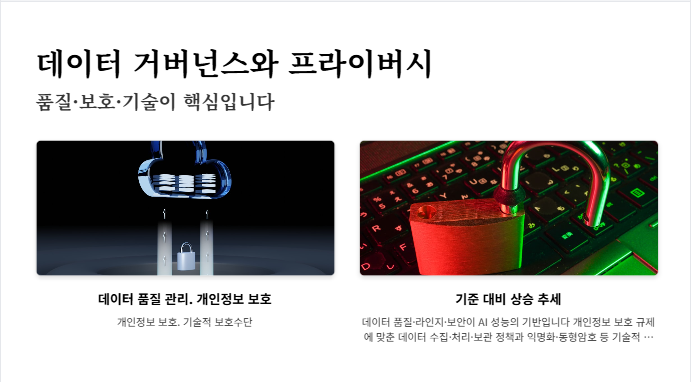 데이터 거버넌스와 프라이버시
품질·보호·기술이 핵심입니다
데이터 품질 관리. 개인정보 보호
개인정보 보호. 기술적 보호수단
기준 대비 상승 추세
데이터 품질·라인지·보안이 AI 성능의 기반입니다 개인정보 보호 규제
에 맞춘 데이터 수집·처리·보관 정책과 익명화·동형암호 등 기술적 …